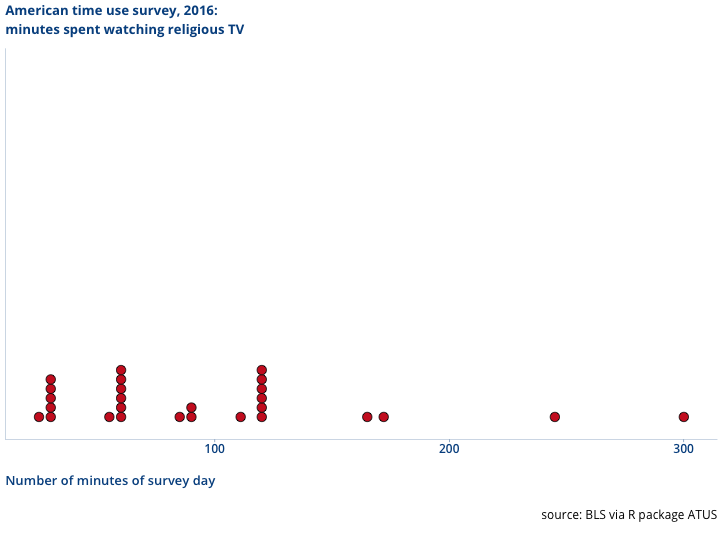 American time use survey, 2016:
minutes spent watching religious TV
100 200 300
Number of minutes of survey day
source: BLS via R package ATUS